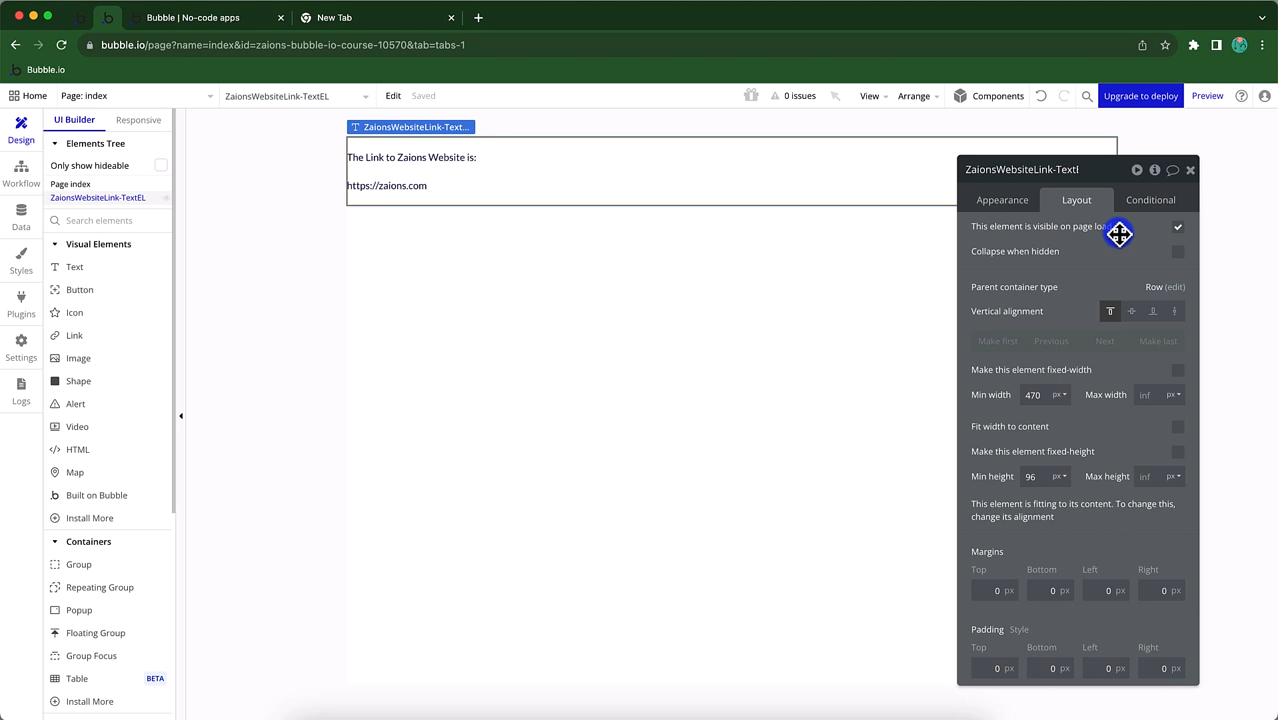 Bubble | No-code apps
New Tab
bubble.io/page?name=index&id=zaions-bubble-io-course-10570&tab=tabs-1
Bubble.io
Home
Page: index
ZaionsWebsiteLink-TextEL
Edit
Saved
0 issues
View
Arrange
Components
Upgrade to deploy
Preview
Design
Workflow
Data
Styles
Plugins
Settings
Logs
UI Builder
Responsive
Elements Tree
Only show hideable
Page index
ZaionsWebsiteLink-TextEL
Search elements
Visual Elements
Text
Button
Icon
Link
Image
Shape
Alert
Video
HTML
Map
Built on Bubble
Install More
Containers
Group
Repeating Group
Popup
Floating Group
Group Focus
Table BETA
Install More
ZaionsWebsiteLink-Text...
The Link to Zaions Website is:
https://zaions.com
ZaionsWebsiteLink-Text
Appearance
Layout
Conditional
This element is visible on page
Collapse when hidden
Parent container type Row (edit)
Vertical alignment
Make first Previous Next Make last
Make this element fixed-width
Min width 470 px Max width inf px
Fit width to content
Make this element fixed-height
Min height 96 px Max height inf px
This element is fitting to its content. To change this,
change its alignment
Margins
Top Bottom Left Right
0 px 0 px 0 px 0 px
Padding Style
Top Bottom Left Right
0 px 0 px 0 px 0 px